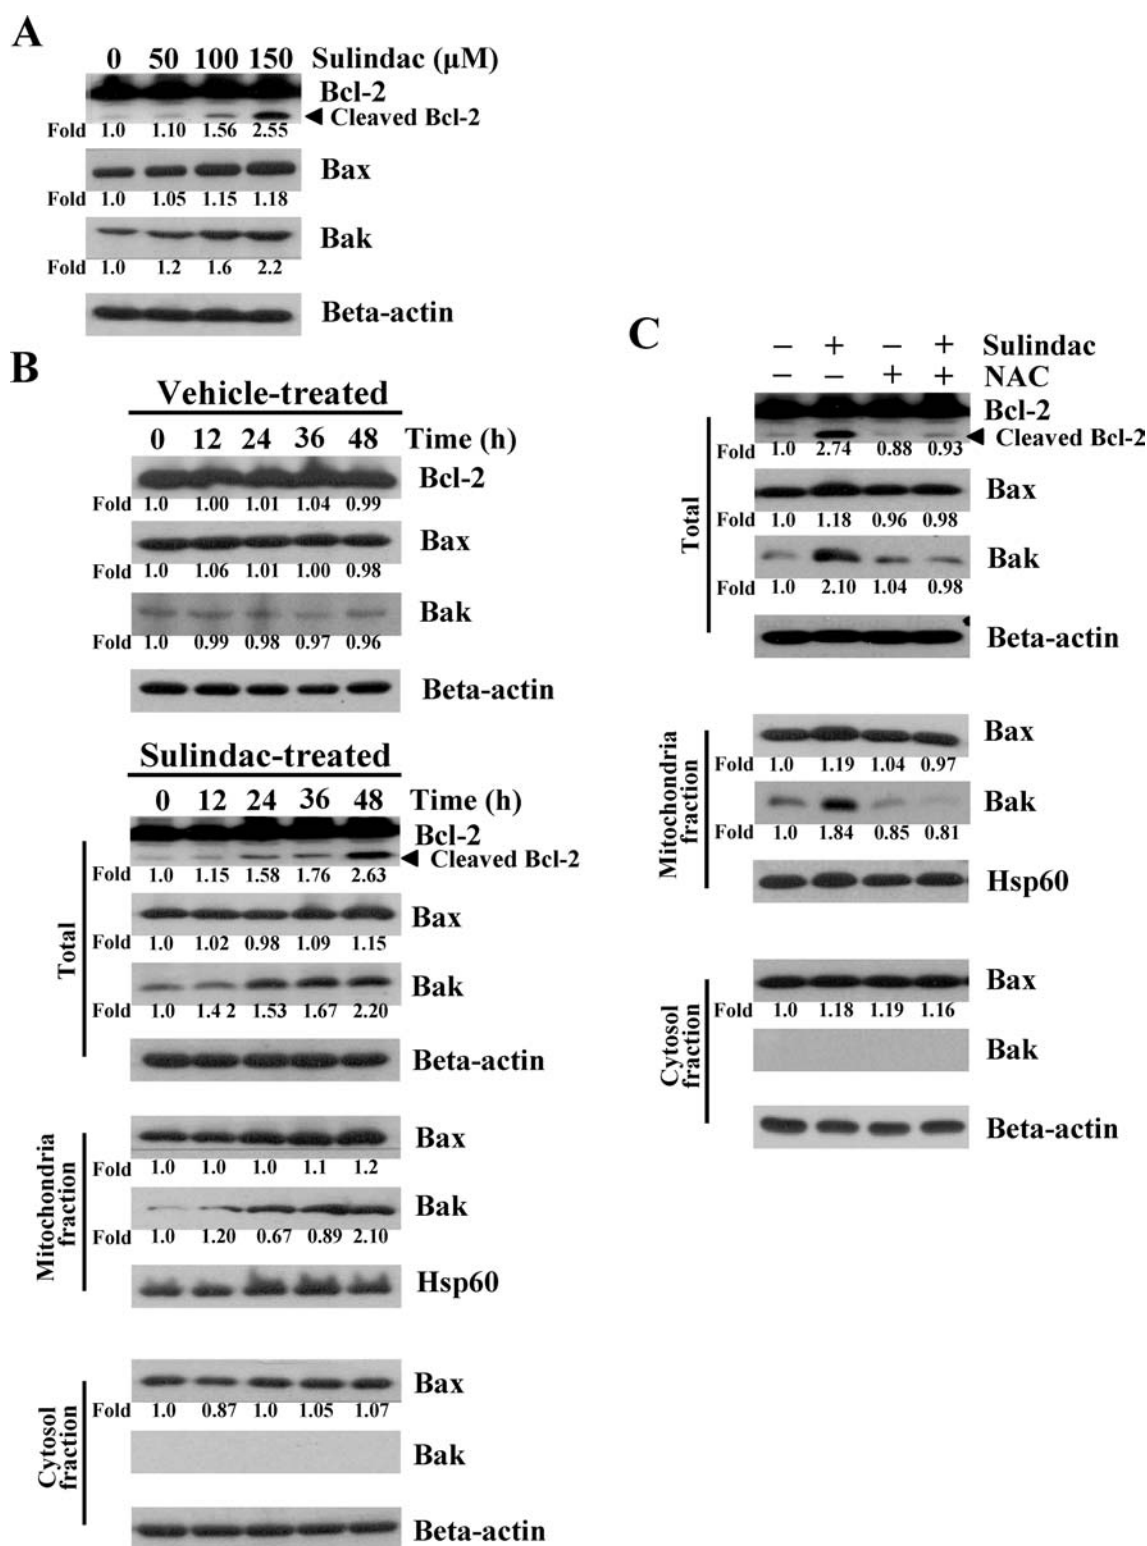 A
0 50 100 150 Sulindac (µM)
Bcl-2
◄ Cleaved Bcl-2
Fold 1.0 1.10 1.56 2.55
Bax
Fold 1.0 1.05 1.15 1.18
Bak
Fold 1.0 1.2 1.6 2.2
Beta-actin
B
Vehicle-treated
0 12 24 36 48 Time (h)
Bcl-2
Fold 1.0 1.00 1.01 1.04 0.99
Bax
Fold 1.0 1.06 1.01 1.00 0.98
Bak
Fold 1.0 0.99 0.98 0.97 0.96
Beta-actin
Sulindac-treated
0 12 24 36 48 Time (h)
Total
Bcl-2
◄ Cleaved Bcl-2
Fold 1.0 1.15 1.58 1.76 2.63
Bax
Fold 1.0 1.02 0.98 1.09 1.15
Bak
Fold 1.0 1.4 2 1.53 1.67 2.20
Beta-actin
Mitochondria
fraction
Bax
Fold 1.0 1.0 1.0 1.1 1.2
Bak
Fold 1.0 1.20 0.67 0.89 2.10
Hsp60
Cytosol
fraction
Bax
Fold 1.0 0.87 1.0 1.05 1.07
Bak
Beta-actin
C
− + − + Sulindac
− − + + NAC
Total
Bcl-2
◄ Cleaved Bcl-2
Fold 1.0 2.74 0.88 0.93
Bax
Fold 1.0 1.18 0.96 0.98
Bak
Fold 1.0 2.10 1.04 0.98
Beta-actin
Mitochondria
fraction
Bax
Fold 1.0 1.19 1.04 0.97
Bak
Fold 1.0 1.84 0.85 0.81
Hsp60
Cytosol
fraction
Bax
Fold 1.0 1.18 1.19 1.16
Bak
Beta-actin